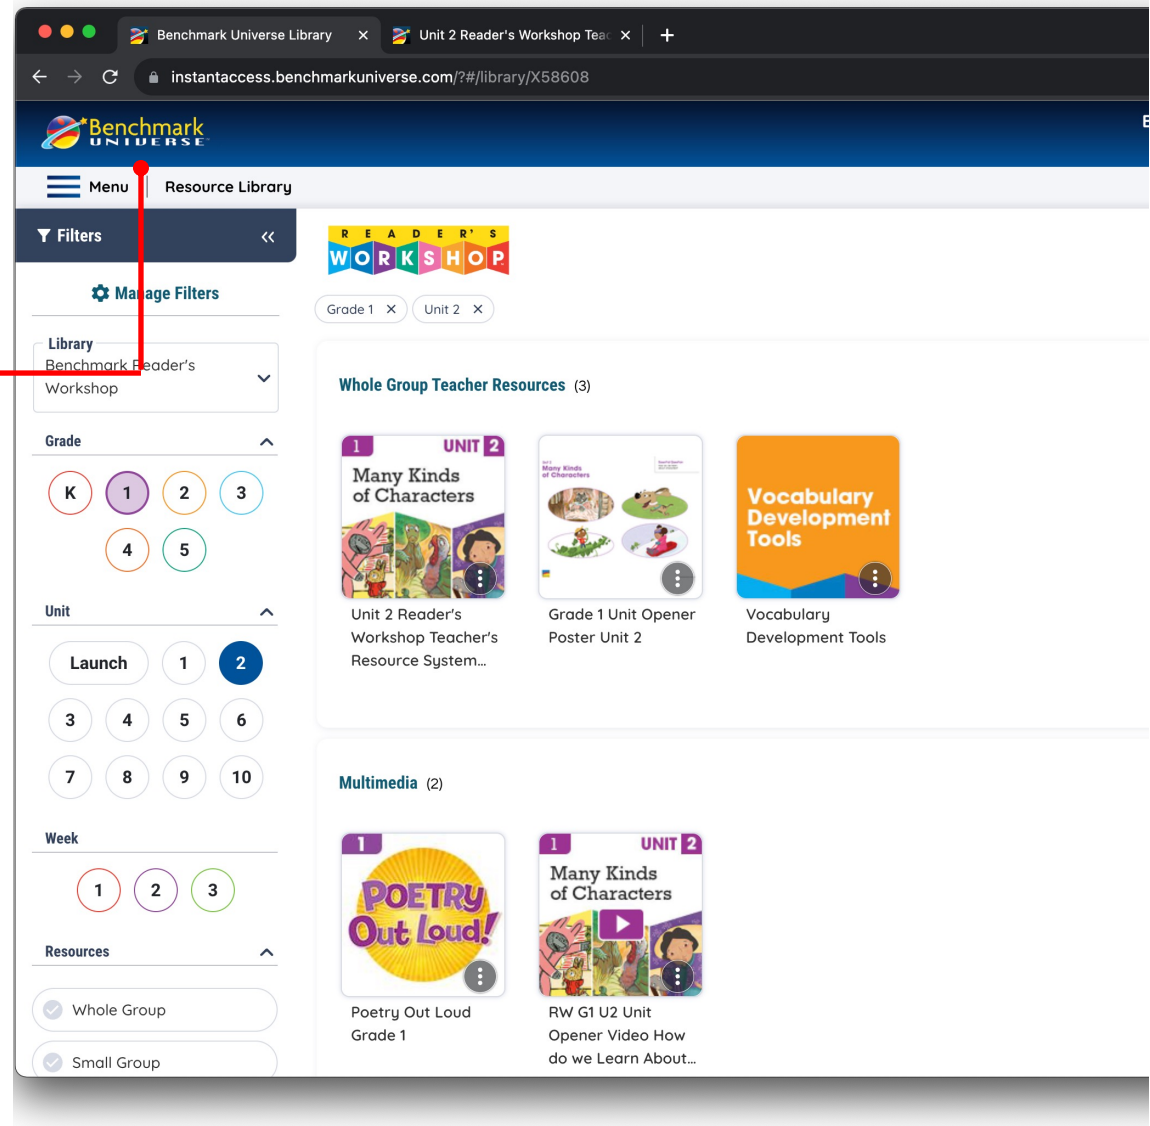 Benchmark Universe Library
Unit 2 Reader's Workshop Teac
instantaccess.benchmarkuniverse.com/?#/library/X58608
Benchmark
UNIVERSE
Menu
Resource Library
Filters
Manage Filters
Library
Benchmark Reader's
Workshop
Grade
K 1 2 3
4 5
Unit
Launch 1 2
3 4 5 6
7 8 9 10
Week
1 2 3
Resources
Whole Group
Small Group
READER'S
WORKSHOP
Grade 1
Unit 2
Whole Group Teacher Resources (3)
1 UNIT 2
Many Kinds
of Characters
Unit 2 Reader's
Workshop Teacher's
Resource System...
Many Kinds
of Characters
Grade 1 Unit Opener
Poster Unit 2
Vocabulary
Development
Tools
Vocabulary
Development Tools
Multimedia (2)
1
POETRY
Out Loud!
Poetry Out Loud
Grade 1
1 UNIT 2
Many Kinds
of Characters
RW G1 U2 Unit
Opener Video How
do we Learn About...